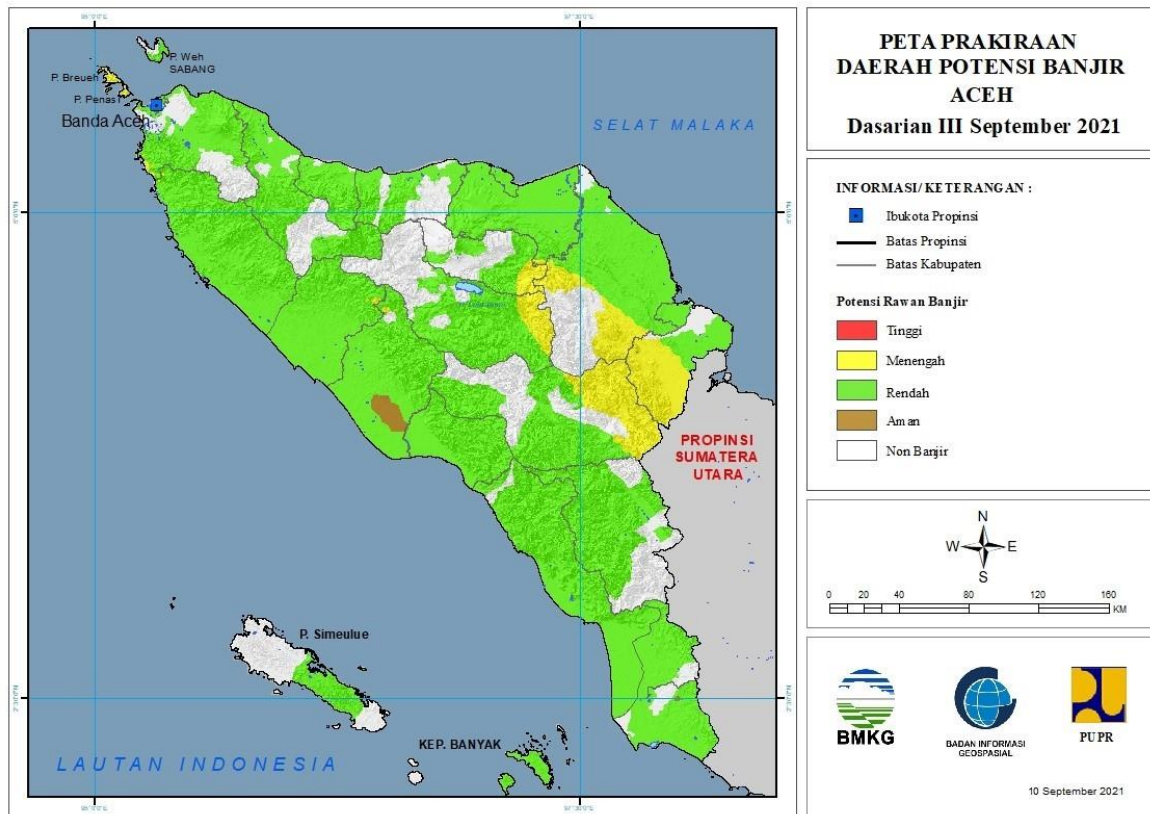 P. Weh
SABANG
P. Breueh
P. Penasi
Banda Aceh
SELAT MALAKA
PROPINSI
SUMATERA
UTARA
P. Simeulue
KEP. BANYAK
LAUTAN INDONESIA
PETA PRAKIRAAN
DAERAH POTENSI BANJIR
ACEH
Dasarian III September 2021
INFORMASI/ KETERANGAN :
Ibukota Propinsi
Batas Propinsi
Batas Kabupaten
Potensi Rawan Banjir
Tinggi
Menengah
Rendah
Aman
Non Banjir
N
W E
S
0 20 40 80 120 160
KM
BMKG
BADAN INFORMASI
GEOSPASIAL
PUPR
10 September 2021